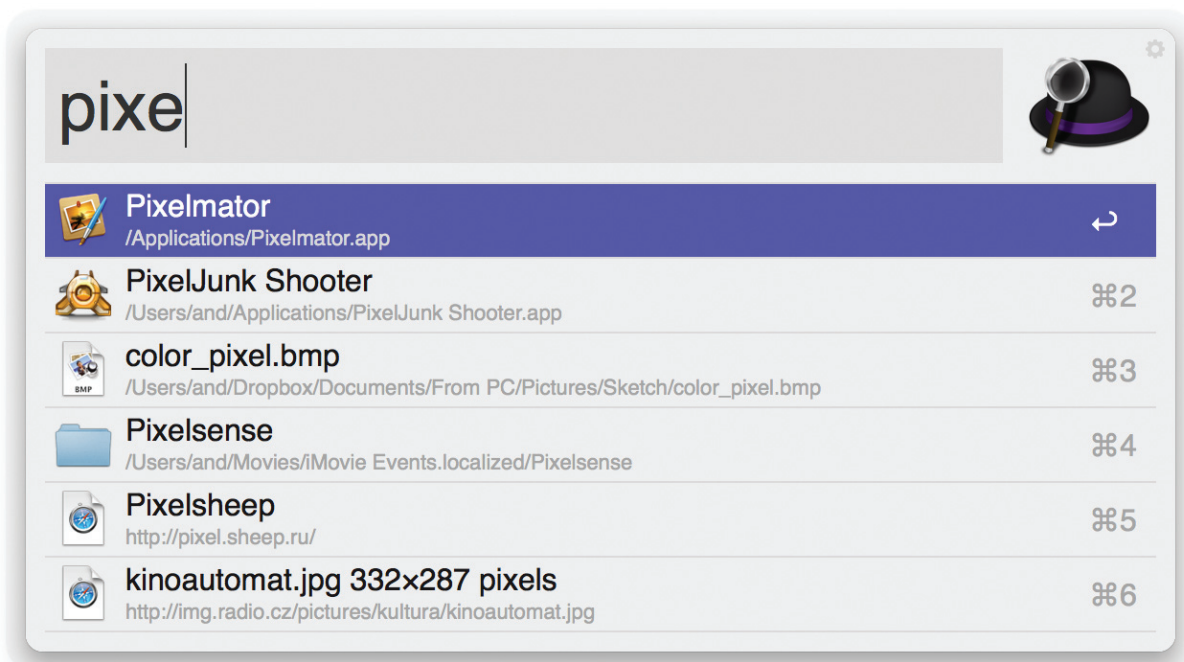 pixe
Pixelmator
/Applications/Pixelmator.app
PixelJunk Shooter
/Users/and/Applications/PixelJunk Shooter.app
⌘2
color_pixel.bmp
/Users/and/Dropbox/Documents/From PC/Pictures/Sketch/color_pixel.bmp
⌘3
BMP
Pixelsense
/Users/and/Movies/iMovie Events.localized/Pixelsense
⌘4
Pixelsheep
http://pixel.sheep.ru/
⌘5
kinoautomat.jpg 332×287 pixels
http://img.radio.cz/pictures/kultura/kinoautomat.jpg
⌘6